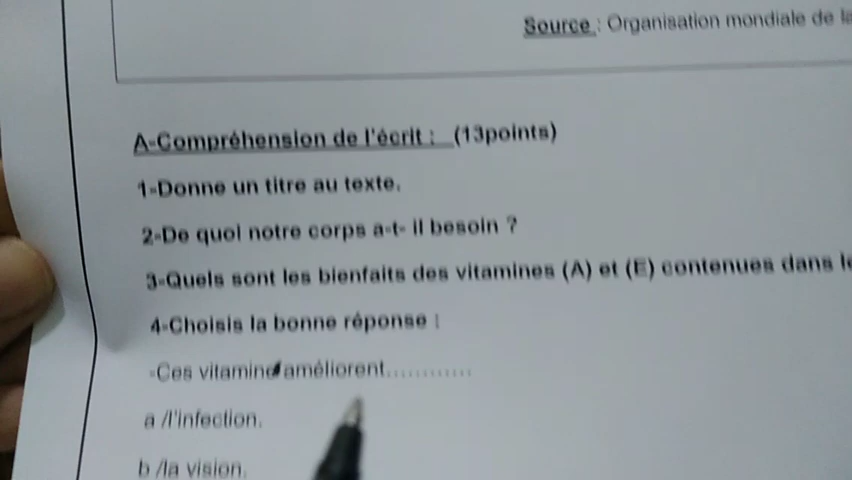 Source : Organisation mondiale de la
A-Compréhension de l'écrit : (13points)
1-Donne un titre au texte.
2-De quoi notre corps a-t- il besoin ?
3-Quels sont les bienfaits des vitamines (A) et (E) contenues dans
4-Choisis la bonne réponse :
-Ces vitamine améliorent............
a /l'infection.
b /la vision.